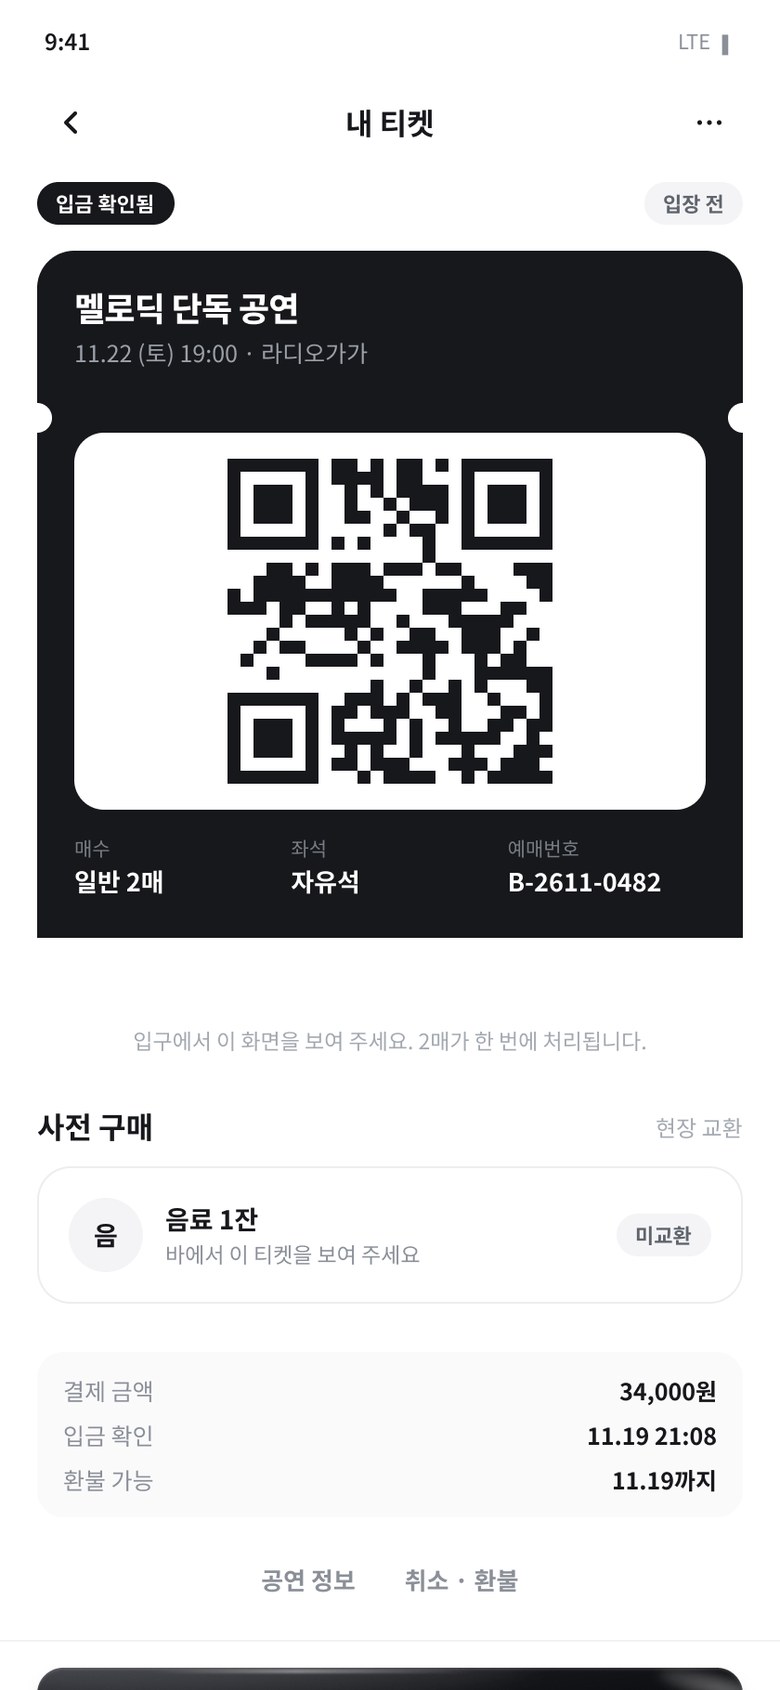 9:41
LTE
내 티켓
입금 확인됨
입장 전
멜로딕 단독 공연
11.22 (토) 19:00 · 라디오가가
매수
좌석
예매번호
일반 2매
자유석
B-2611-0482
입구에서 이 화면을 보여 주세요. 2매가 한 번에 처리됩니다.
사전 구매
현장 교환
음
음료 1잔
바에서 이 티켓을 보여 주세요
미교환
결제 금액
34,000원
입금 확인
11.19 21:08
환불 가능
11.19까지
공연 정보
취소 · 환불